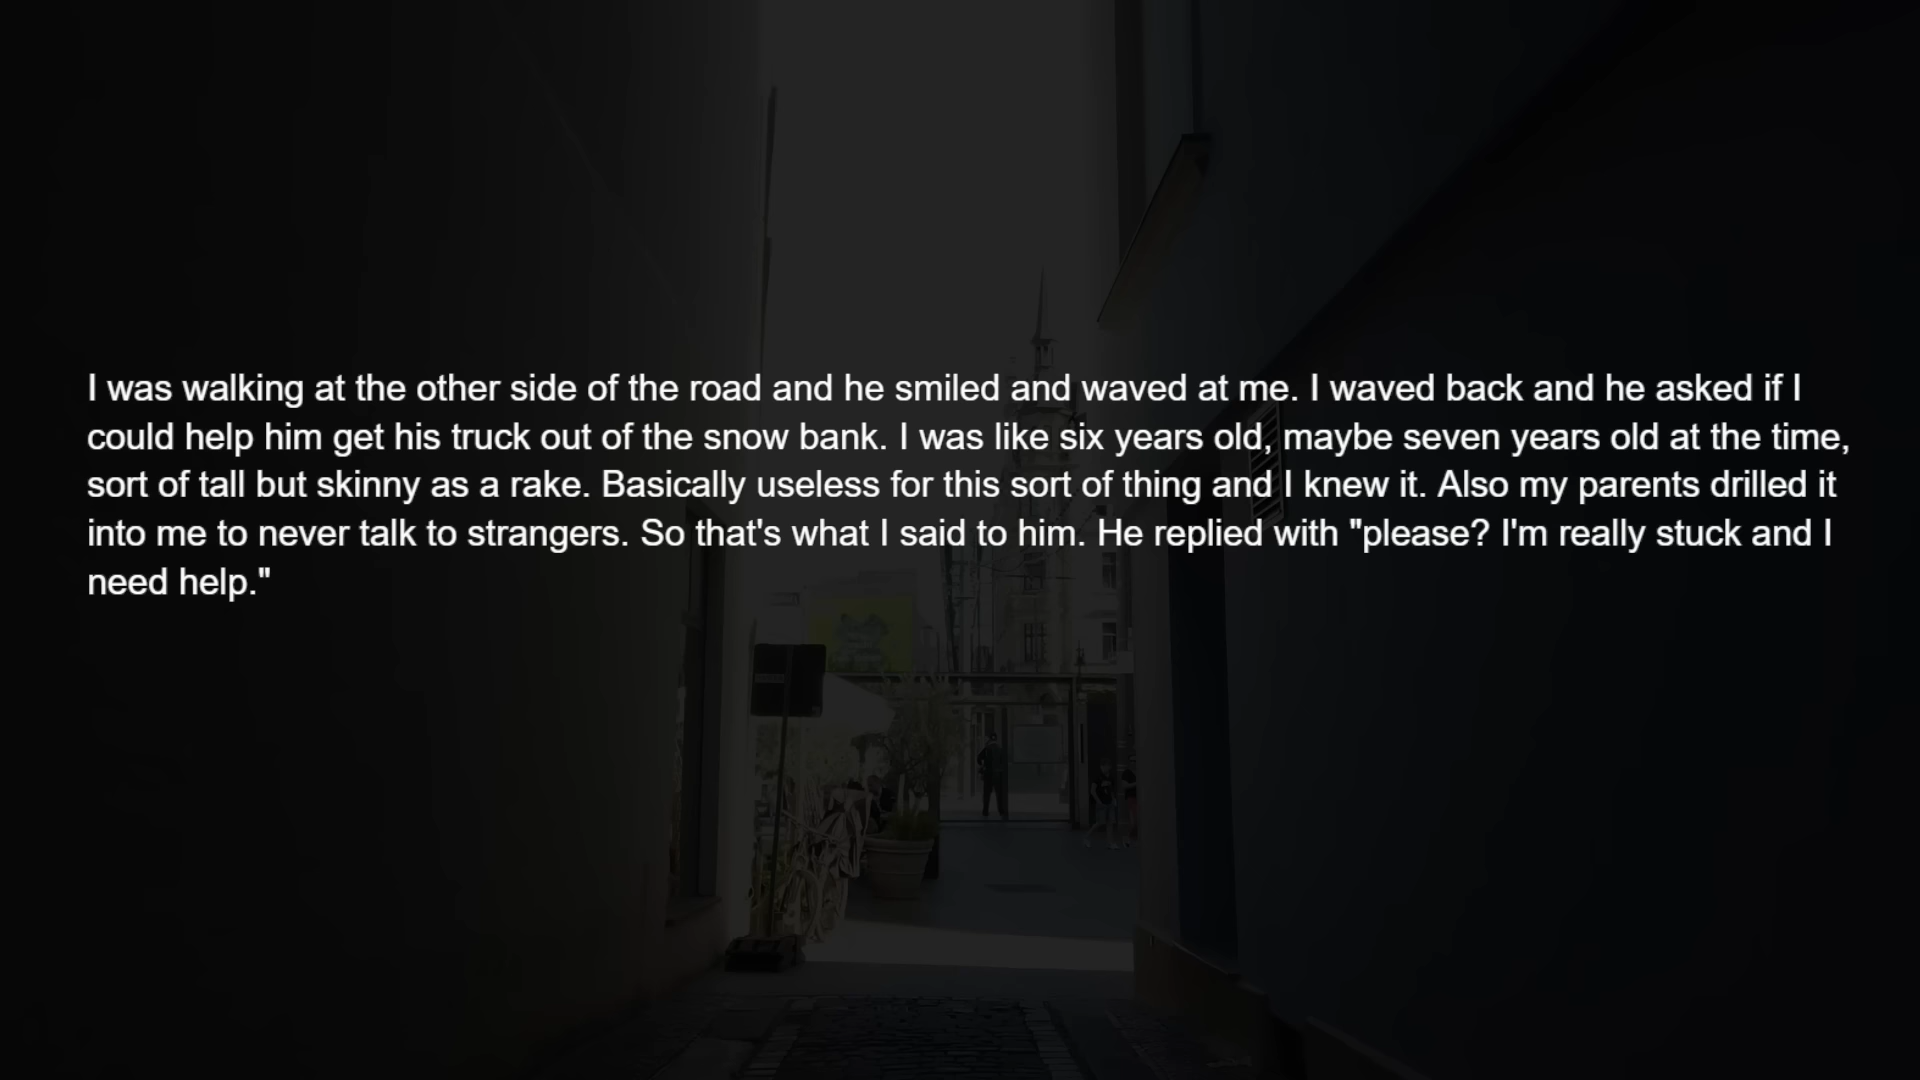 I was walking at the other side of the road and he smiled and waved at me. I waved back and he asked if I
could help him get his truck out of the snow bank. I was like six years old, maybe seven years old at the time,
sort of tall but skinny as a rake. Basically useless for this sort of thing and I knew it. Also my parents drilled it
into me to never talk to strangers. So that's what I said to him. He replied with "please? I'm really stuck and I
need help."